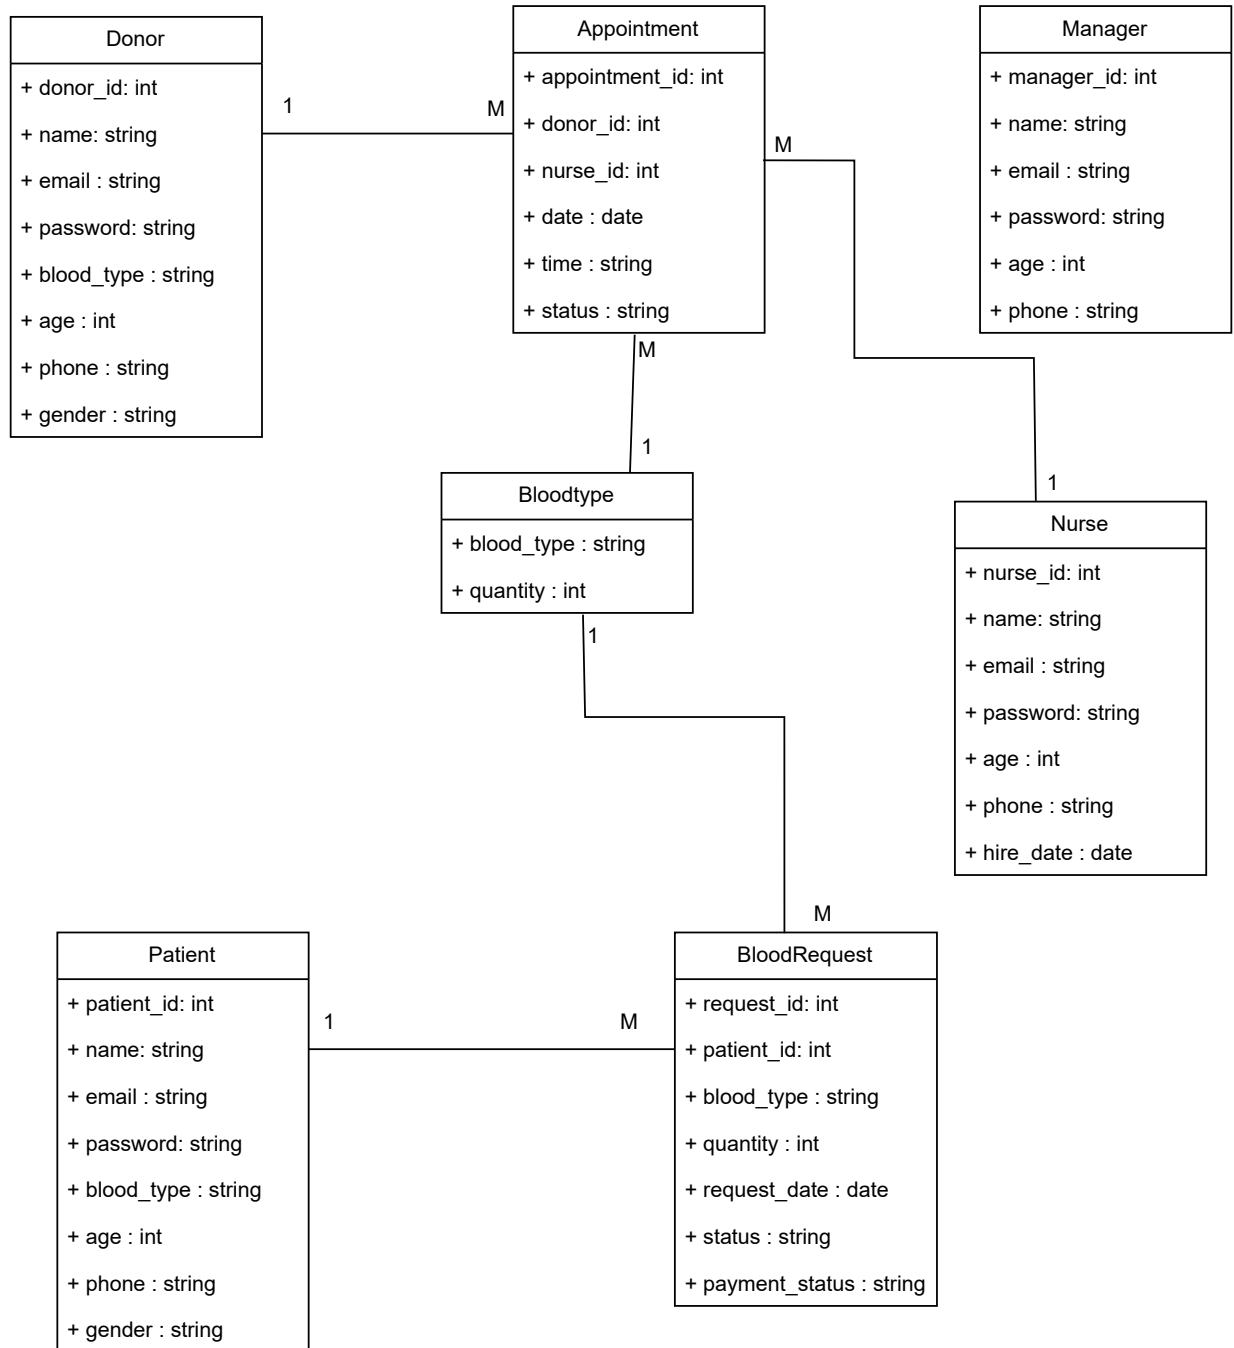 Donor
+ donor_id: int
+ name: string
+ email : string
+ password: string
+ blood_type : string
+ age : int
+ phone : string
+ gender : string
1
M
Appointment
+ appointment_id: int
+ donor_id: int
+ nurse_id: int
+ date : date
+ time : string
+ status : string
M
Manager
+ manager_id: int
+ name: string
+ email : string
+ password: string
+ age : int
+ phone : string
M
1
Bloodtype
+ blood_type : string
+ quantity : int
1
1
Nurse
+ nurse_id: int
+ name: string
+ email : string
+ password: string
+ age : int
+ phone : string
+ hire_date : date
M
Patient
+ patient_id: int
+ name: string
+ email : string
+ password: string
+ blood_type : string
+ age : int
+ phone : string
+ gender : string
1
M
BloodRequest
+ request_id: int
+ patient_id: int
+ blood_type : string
+ quantity : int
+ request_date : date
+ status : string
+ payment_status : string